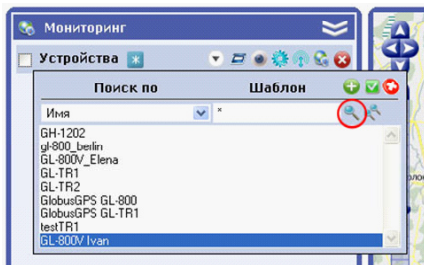 Мониторинг
Устройства
Поиск по Шаблон
Имя *
GH-1202
gl-800_berlin
GL-800V_Elena
GL-TR1
GL-TR2
GlobusGPS GL-800
GlobusGPS GL-TR1
testTR1
GL-800V Ivan